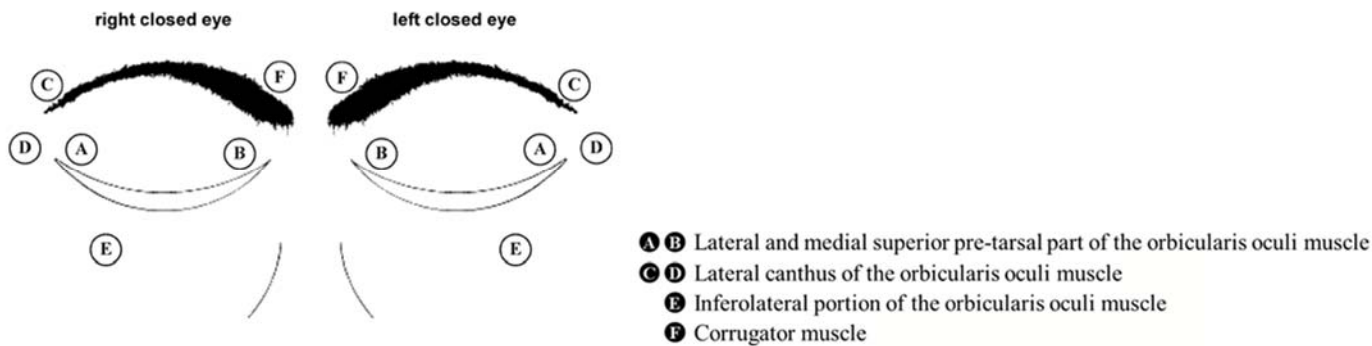 right closed eye left closed eye
F F
C C
D A B B A D
E E
A B Lateral and medial superior pre-tarsal part of the orbicularis oculi muscle
C D Lateral canthus of the orbicularis oculi muscle
E Inferolateral portion of the orbicularis oculi muscle
F Corrugator muscle